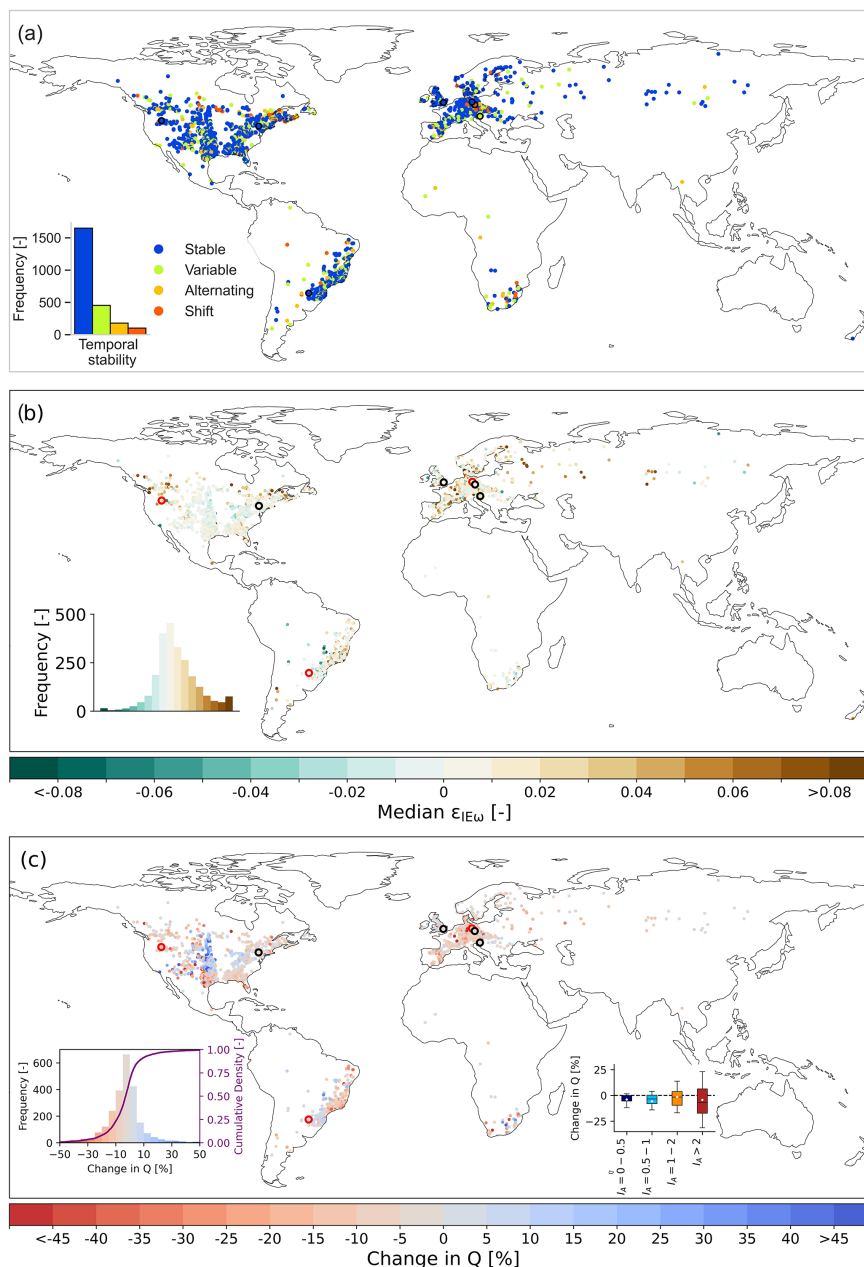 (a)
Frequency [-]
1500
1000
500
0
Temporal
stability
Stable
Variable
Alternating
Shift
(b)
Frequency [-]
500
250
0
<-0.08 -0.06 -0.04 -0.02 0 0.02 0.04 0.06 >0.08
Median ε_IEω [-]
(c)
Frequency [-]
600
400
200
0
1.00
0.75
0.50
0.25
0.00
Cumulative Density [-]
−50 −30 −10 10 30 50
Change in Q [%]
Change in Q [%]
25
0
−25
I_A = 0 − 0.5
I_A = 0.5 − 1
I_A = 1 − 2
I_A > 2
<-45 -40 -35 -30 -25 -20 -15 -10 -5 0 5 10 15 20 25 30 35 40 >45
Change in Q [%]